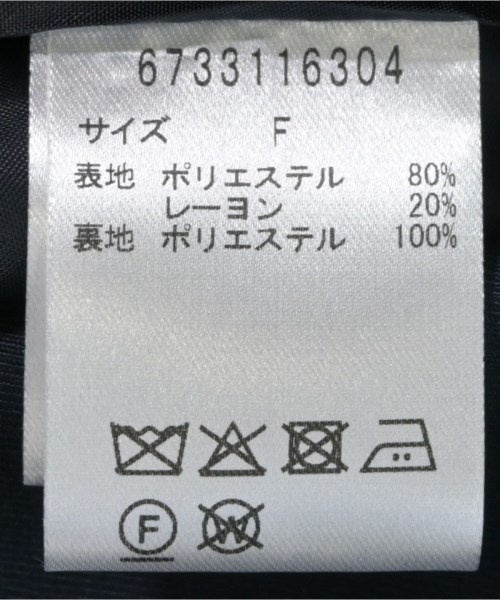 6733116304
サイズ F
表地 ポリエステル 80%
レーヨン 20%
裏地 ポリエステル 100%
F W